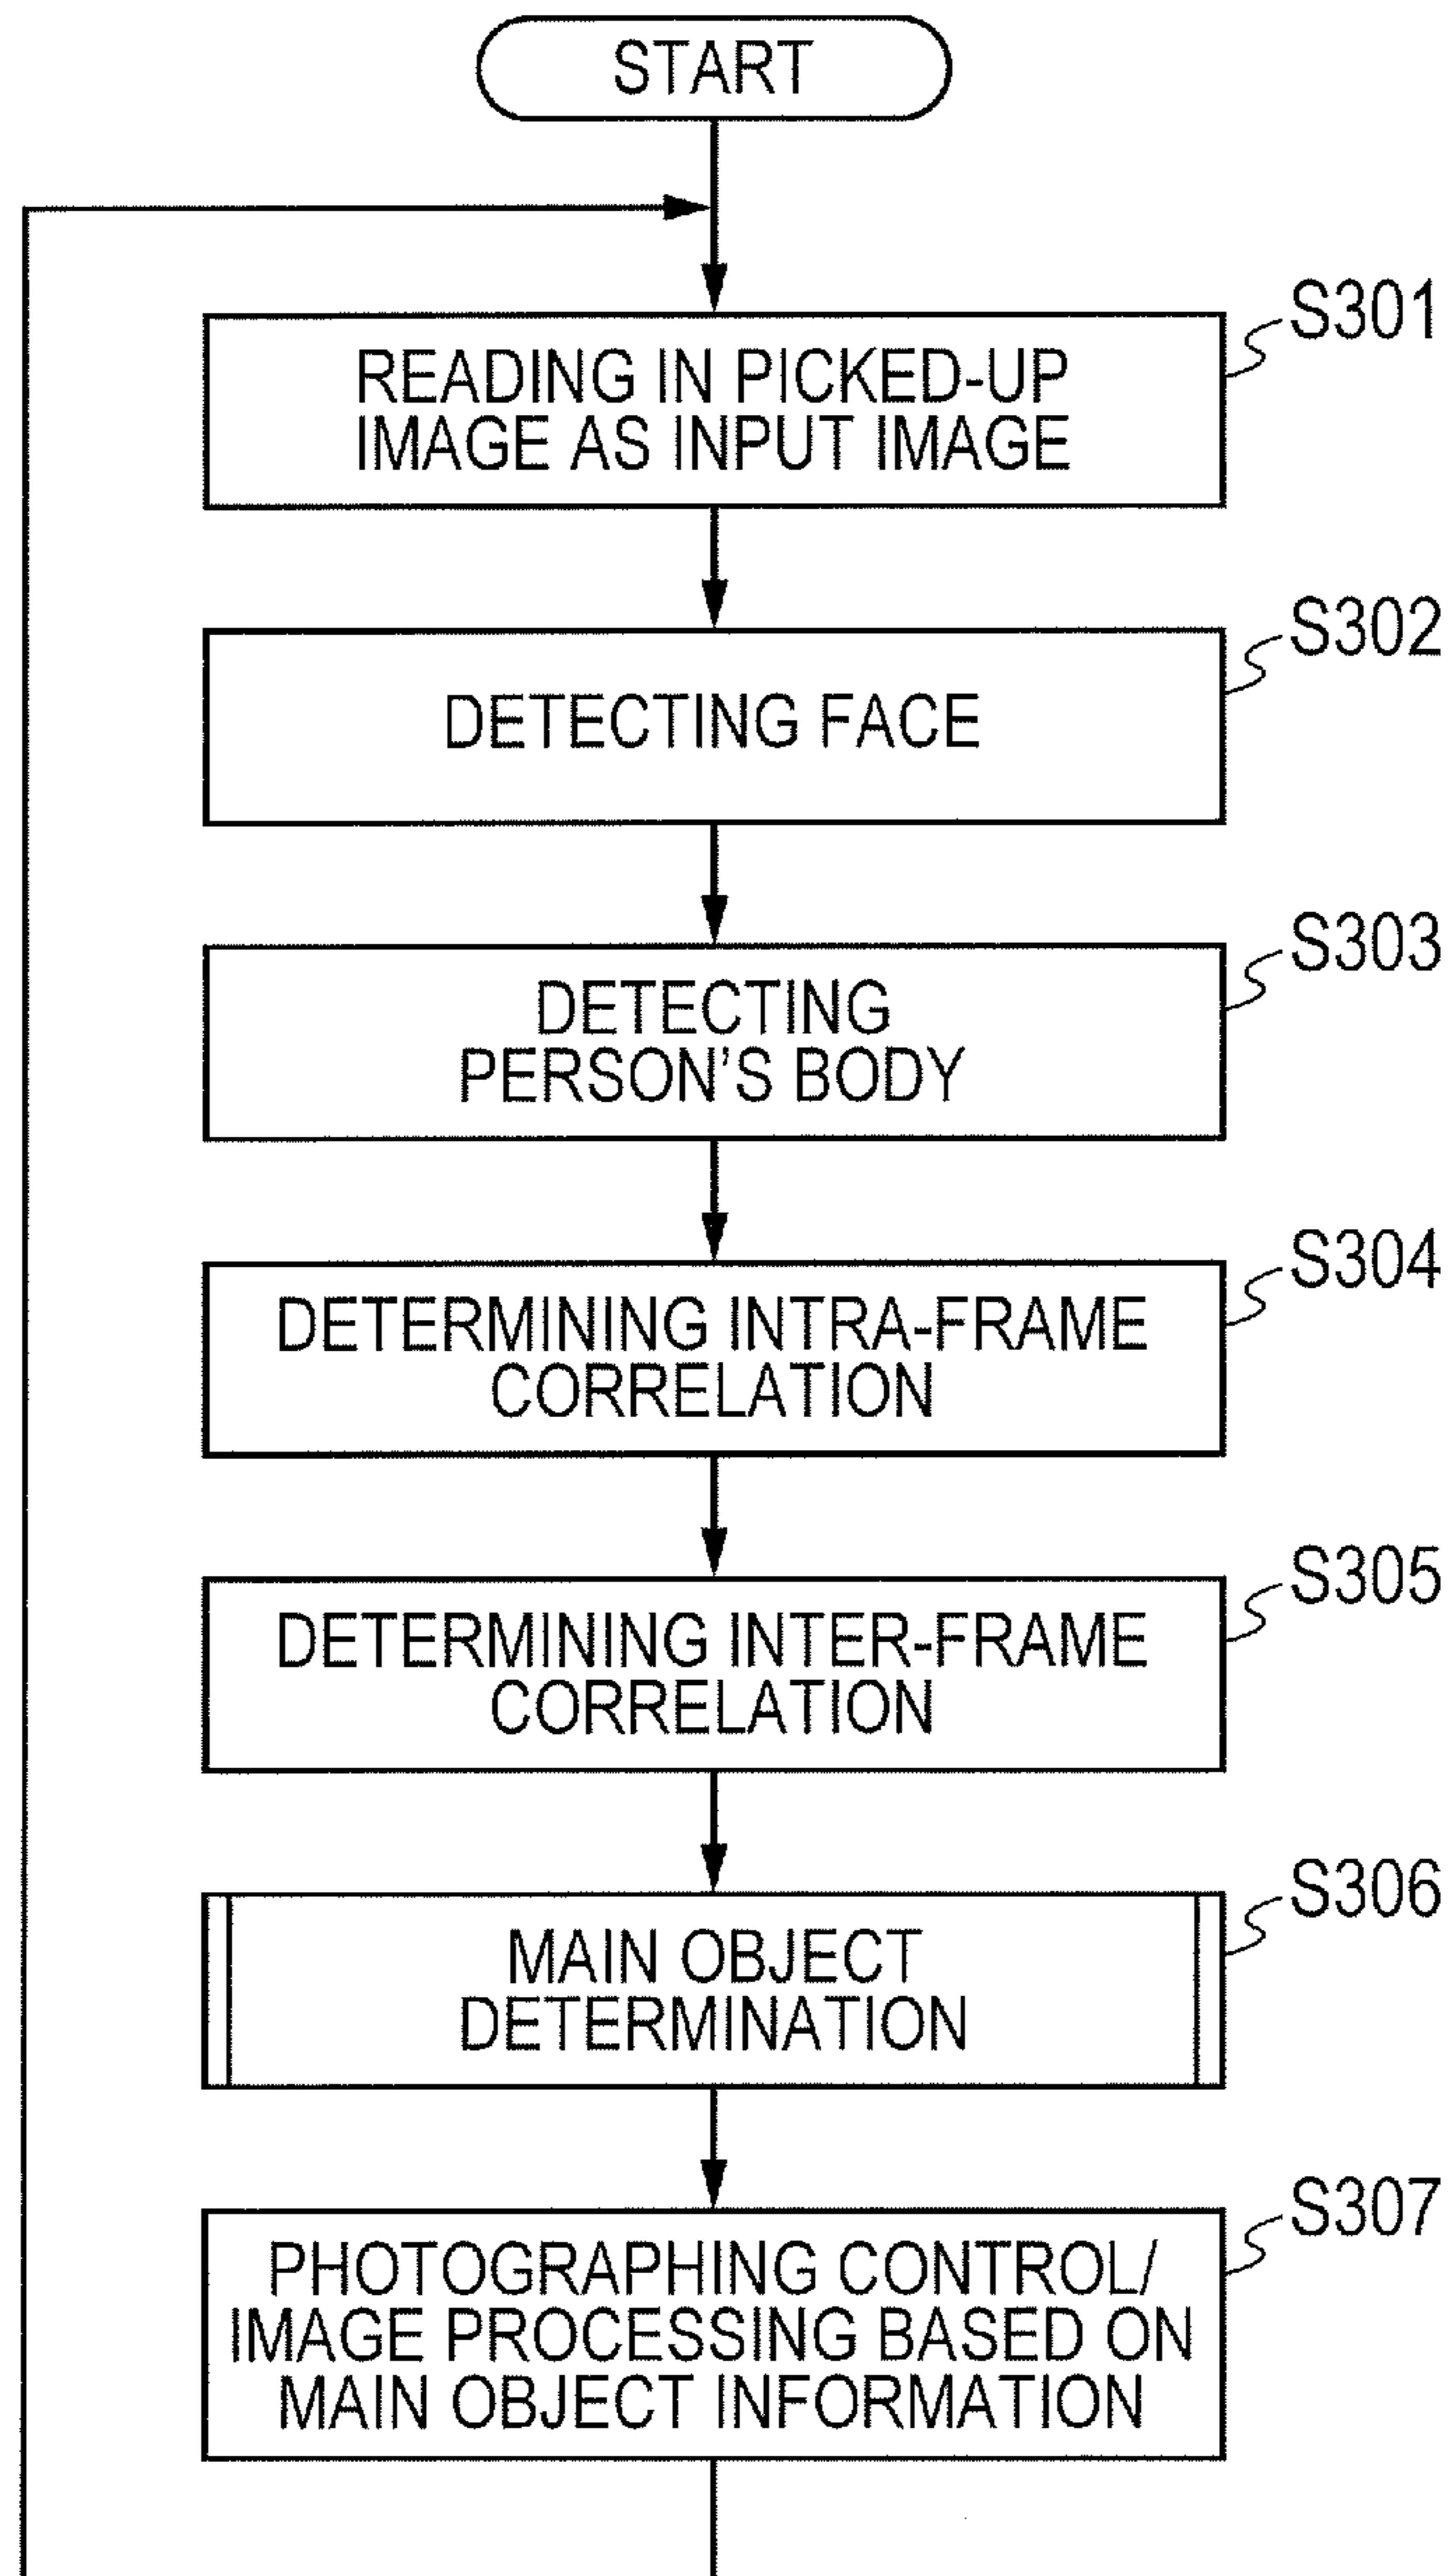 START
S301
READING IN PICKED-UP
IMAGE AS INPUT IMAGE
S302
DETECTING FACE
S303
DETECTING
PERSON'S BODY
S304
DETERMINING INTRA-FRAME
CORRELATION
S305
DETERMINING INTER-FRAME
CORRELATION
S306
MAIN OBJECT
DETERMINATION
S307
PHOTOGRAPHING CONTROL/
IMAGE PROCESSING BASED ON
MAIN OBJECT INFORMATION